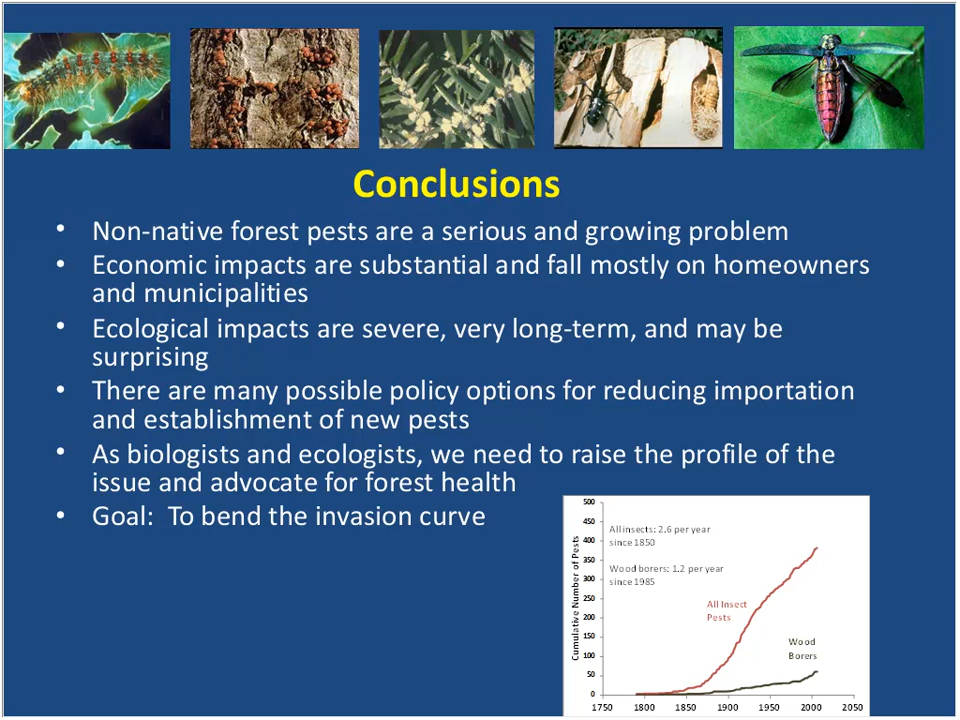 Conclusions
• Non-native forest pests are a serious and growing problem
• Economic impacts are substantial and fall mostly on homeowners
and municipalities
• Ecological impacts are severe, very long-term, and may be
surprising
• There are many possible policy options for reducing importation
and establishment of new pests
• As biologists and ecologists, we need to raise the profile of the
issue and advocate for forest health
• Goal: To bend the invasion curve
Cumulative Number of Pests
500
450
400
350
300
250
200
150
100
50
0
All insects: 2.6 per year
since 1850
Wood borers: 1.2 per year
since 1985
All Insect
Pests
Wood
Borers
1750 1800 1850 1900 1950 2000 2050